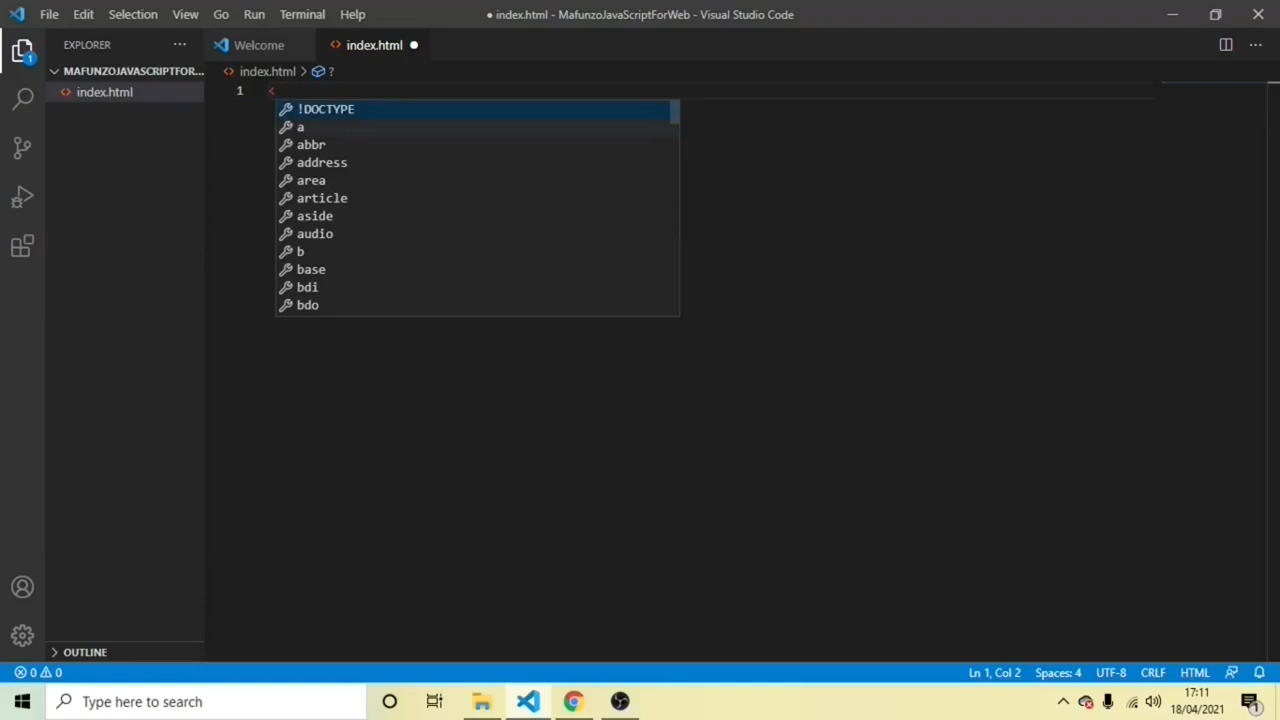 File Edit Selection View Go Run Terminal Help ● index.html - MafunzoJavaScriptForWeb - Visual Studio Code
EXPLORER ··· Welcome index.html ●
MAFUNZOJAVASCRIPTFOR... index.html > ?
index.html 1 <
!DOCTYPE
a
abbr
address
area
article
aside
audio
b
base
bdi
bdo
1
OUTLINE
0 0 Ln 1, Col 2 Spaces: 4 UTF-8 CRLF HTML
Type here to search 17:11
18/04/2021 1